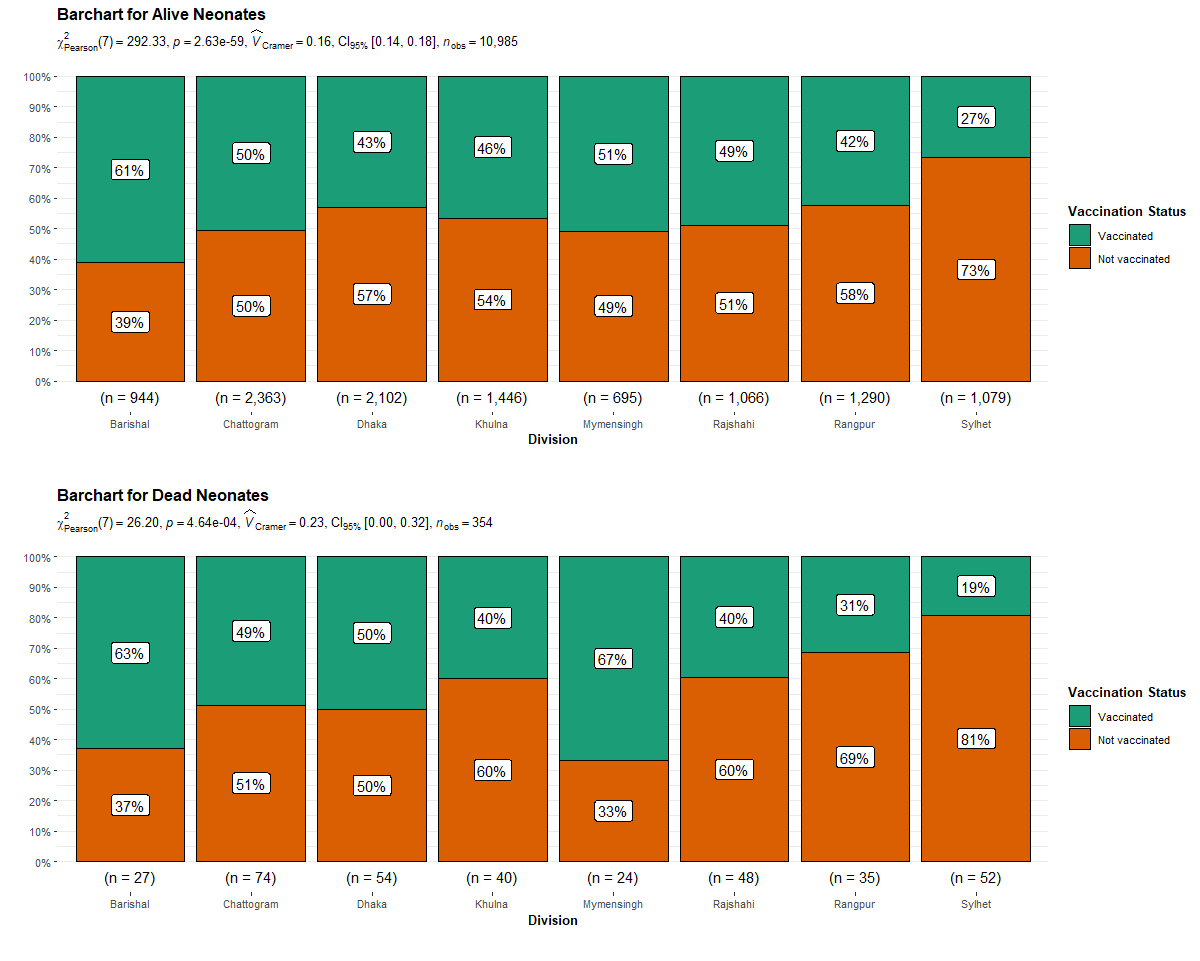 Barchart for Alive Neonates
χ²Pearson(7) = 292.33, p = 2.63e-59, V̂Cramer = 0.16, CI95% [0.14, 0.18], nobs = 10,985
100%
90%
80%
70%
60%
50%
40%
30%
20%
10%
0%
61% 50% 43% 46% 51% 49% 42% 27%
39% 50% 57% 54% 49% 51% 58% 73%
(n = 944) (n = 2,363) (n = 2,102) (n = 1,446) (n = 695) (n = 1,066) (n = 1,290) (n = 1,079)
Barishal Chattogram Dhaka Khulna Mymensingh Rajshahi Rangpur Sylhet
Division
Vaccination Status
Vaccinated
Not vaccinated
Barchart for Dead Neonates
χ²Pearson(7) = 26.20, p = 4.64e-04, V̂Cramer = 0.23, CI95% [0.00, 0.32], nobs = 354
100%
90%
80%
70%
60%
50%
40%
30%
20%
10%
0%
63% 49% 50% 40% 67% 40% 31% 19%
37% 51% 50% 60% 33% 60% 69% 81%
(n = 27) (n = 74) (n = 54) (n = 40) (n = 24) (n = 48) (n = 35) (n = 52)
Barishal Chattogram Dhaka Khulna Mymensingh Rajshahi Rangpur Sylhet
Division
Vaccination Status
Vaccinated
Not vaccinated